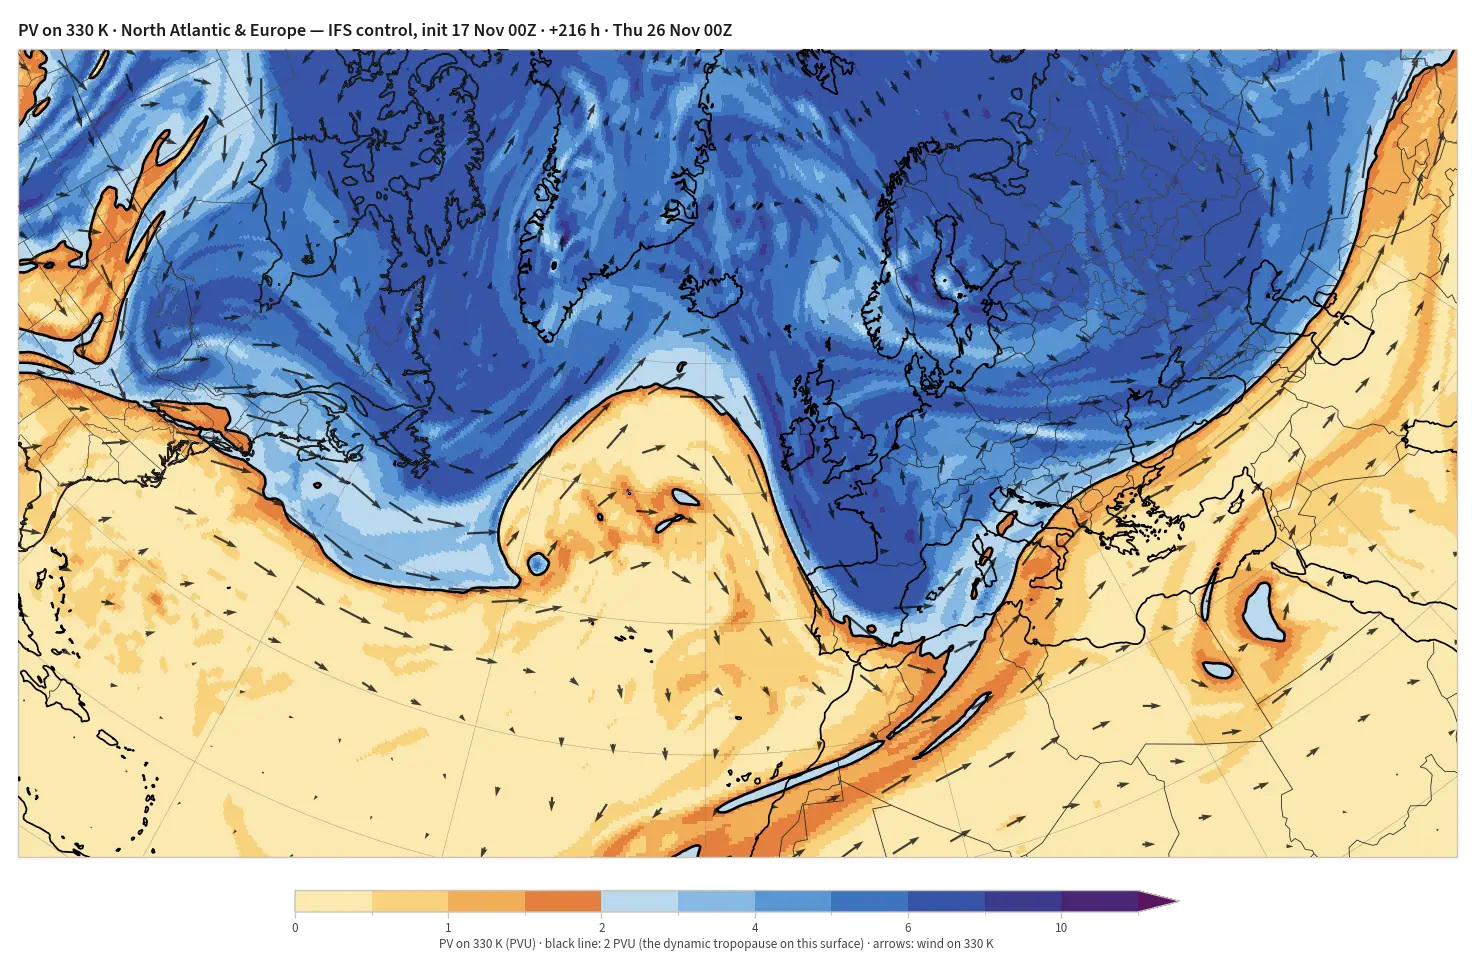 PV on 330 K · North Atlantic & Europe — IFS control, init 17 Nov 00Z · +216 h · Thu 26 Nov 00Z
0 1 2 4 6 10
PV on 330 K (PVU) · black line: 2 PVU (the dynamic tropopause on this surface) · arrows: wind on 330 K